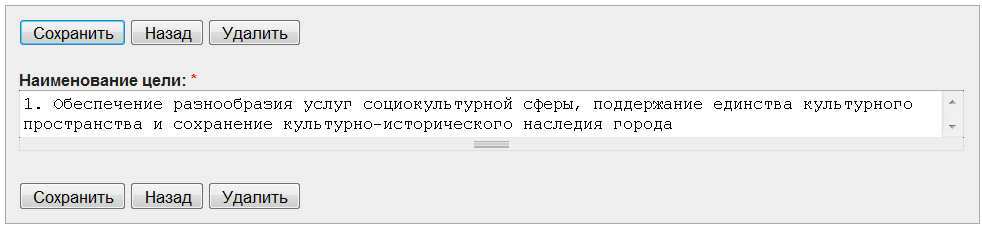 Сохранить Назад Удалить
Наименование цели: *
1. Обеспечение разнообразия услуг социокультурной сферы, поддержание единства культурного
пространства и сохранение культурно-исторического наследия города
Сохранить Назад Удалить